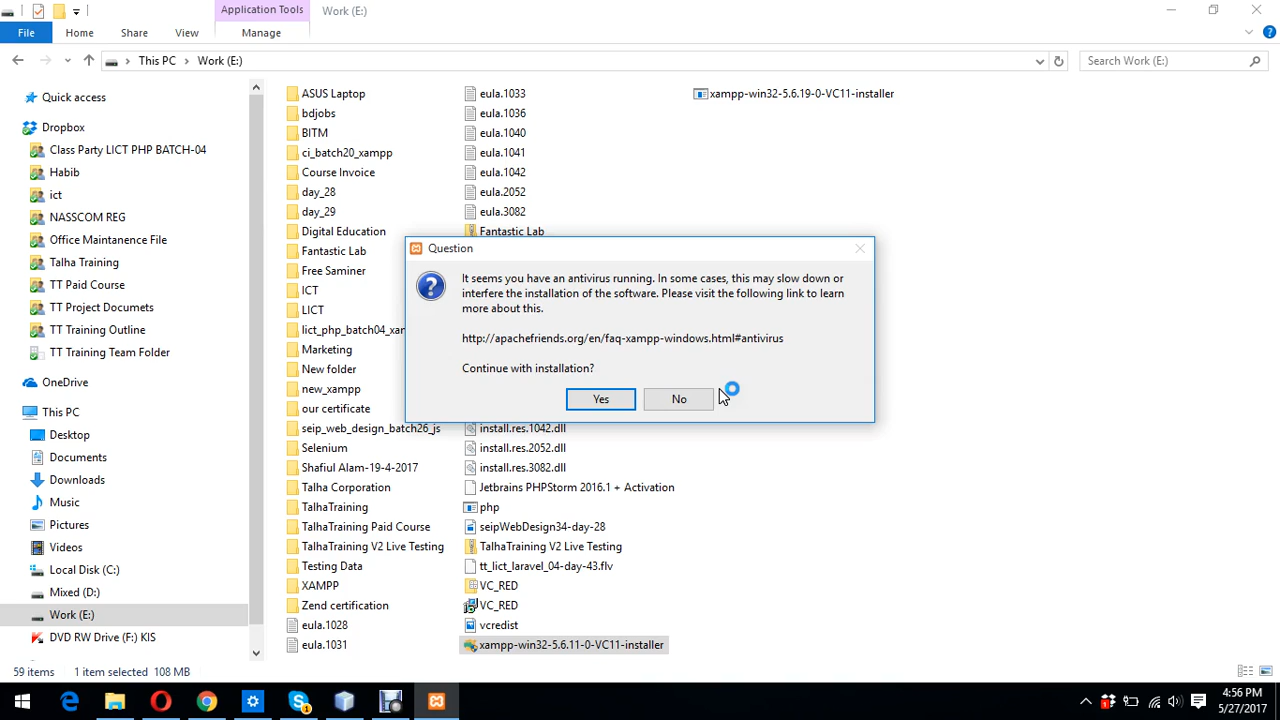 Application Tools
Work (E:)
File
Home
Share
View
Manage
This PC
Work (E:)
Search Work (E:)
Quick access
Dropbox
Class Party LICT PHP BATCH-04
Habib
ict
NASSCOM REG
Office Maintanence File
Talha Training
TT Paid Course
TT Project Documets
TT Training Outline
TT Training Team Folder
OneDrive
This PC
Desktop
Documents
Downloads
Music
Pictures
Videos
Local Disk (C:)
Mixed (D:)
Work (E:)
DVD RW Drive (F:) KIS
ASUS Laptop
bdjobs
BITM
ci_batch20_xampp
Course Invoice
day_28
day_29
Digital Education
Fantastic Lab
Free Saminer
ICT
LICT
lict_php_batch04_xan
Marketing
New folder
new_xampp
our certificate
seip_web_design_batch26_js
Selenium
Shafiul Alam-19-4-2017
Talha Corporation
TalhaTraining
TalhaTraining Paid Course
TalhaTraining V2 Live Testing
Testing Data
XAMPP
Zend certification
eula.1028
eula.1031
eula.1033
eula.1036
eula.1040
eula.1041
eula.1042
eula.2052
eula.3082
Fantastic Lab
install.res.1042.dll
install.res.2052.dll
install.res.3082.dll
Jetbrains PHPStorm 2016.1 + Activation
php
seipWebDesign34-day-28
TalhaTraining V2 Live Testing
tt_lict_laravel_04-day-43.flv
VC_RED
VC_RED
vcredist
xampp-win32-5.6.11-0-VC11-installer
xampp-win32-5.6.19-0-VC11-installer
Question
It seems you have an antivirus running. In some cases, this may slow down or
interfere the installation of the software. Please visit the following link to learn
more about this.
http://apachefriends.org/en/faq-xampp-windows.html#antivirus
Continue with installation?
Yes
No
59 items
1 item selected 108 MB
4:56 PM
5/27/2017